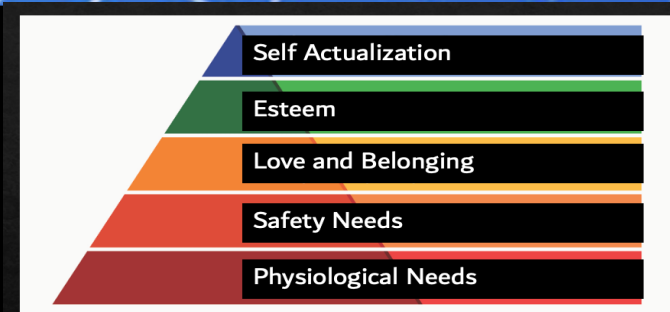 Self Actualization
Esteem
Love and Belonging
Safety Needs
Physiological Needs